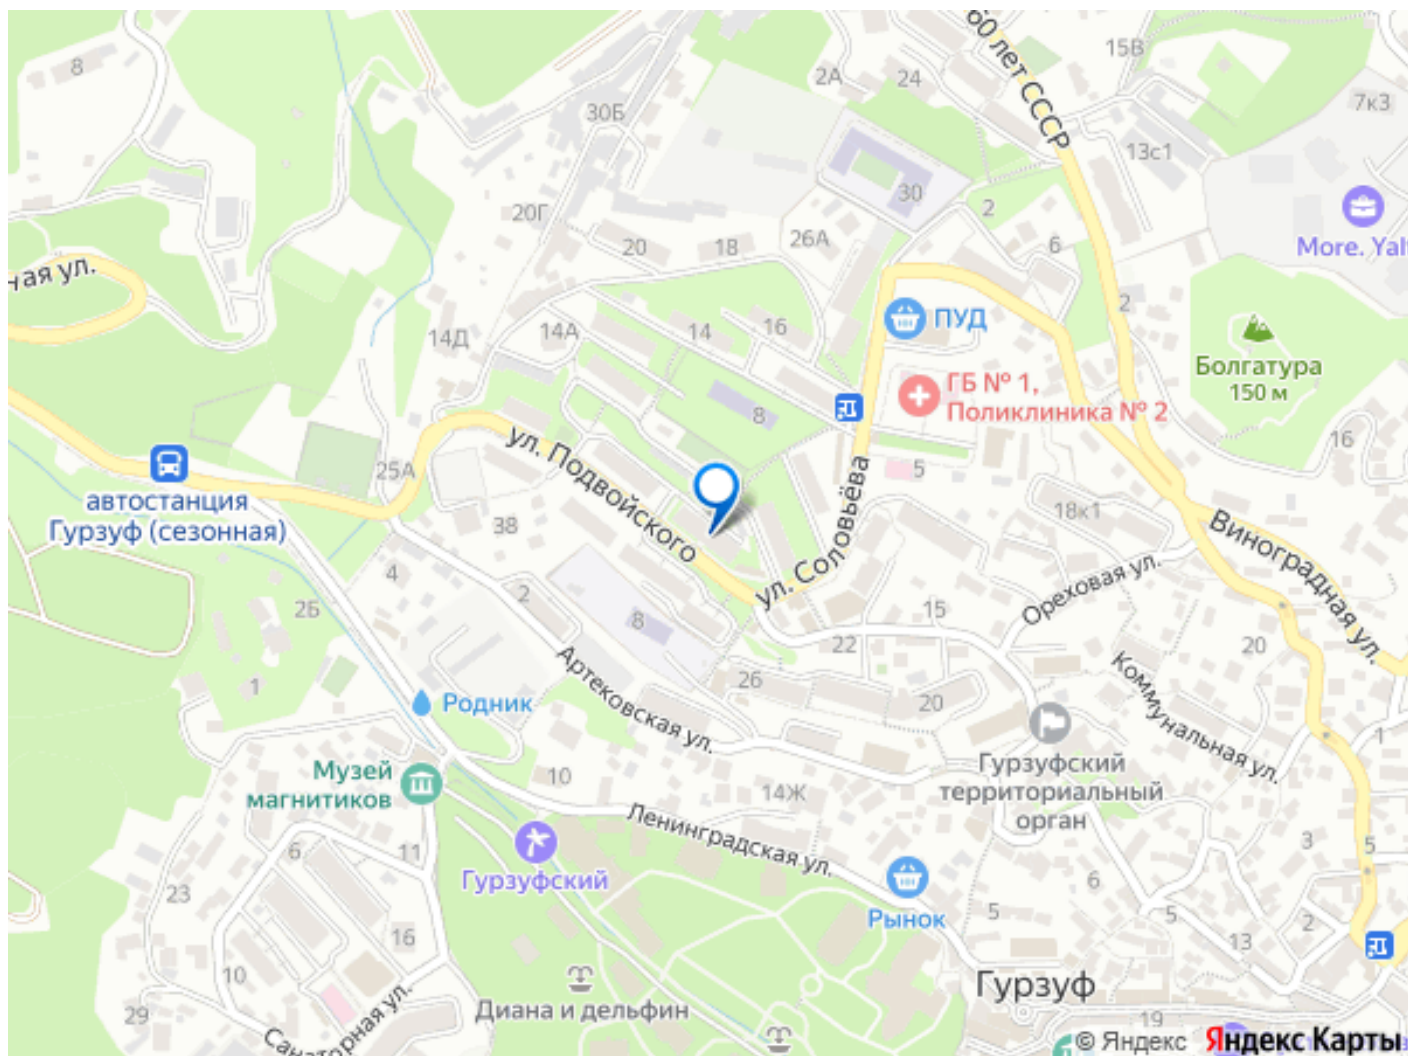 60 лет СССР
15В
8
2А
24
7к3
30Б
13с1
30
20Г
2
More. Yal
20
18
26А
6
ная ул.
2
14Д
14А
14
16
ПУД
Болгатура
150 м
ГБ № 1,
Поликлиника № 2
8
16
ул. Подвойского
25А
5
автостанция
Гурзуф (сезонная)
38
18к1
Виноградная ул.
ул. Соловьёва
Ореховая ул.
4
2
2Б
8
15
22
20
Коммунальная ул.
1
Артековская ул.
26
20
Родник
1
Гурзуфский
территориальный
орган
Музей
магнитиков
10
14Ж
Ленинградская ул.
6
11
3
5
Гурзуфский
Рынок
23
6
5
5
2
16
13
10
Гурзуф
Диана и дельфин
29
Санаторная ул.
19
© Яндекс Яндекс Карты